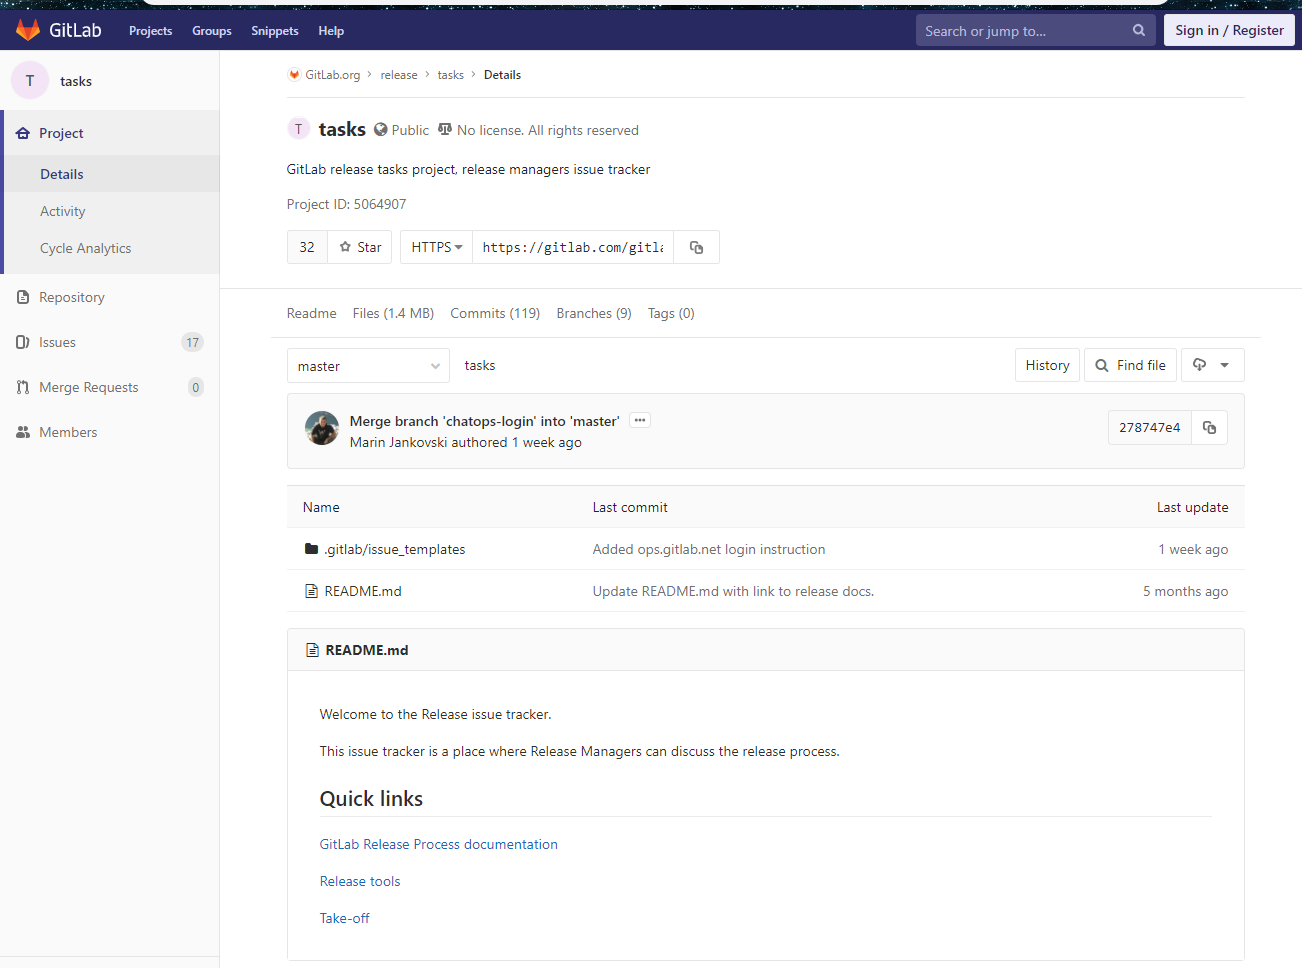 GitLab Projects Groups Snippets Help Search or jump to... Sign in / Register
T tasks
Project
Details
Activity
Cycle Analytics
Repository
Issues 17
Merge Requests 0
Members
GitLab.org > release > tasks > Details
T tasks Public No license. All rights reserved
GitLab release tasks project, release managers issue tracker
Project ID: 5064907
32 Star HTTPS https://gitlab.com/gitla
Readme Files (1.4 MB) Commits (119) Branches (9) Tags (0)
master tasks History Find file
Merge branch 'chatops-login' into 'master' ...
Marin Jankovski authored 1 week ago
278747e4
Name Last commit Last update
.gitlab/issue_templates Added ops.gitlab.net login instruction 1 week ago
README.md Update README.md with link to release docs. 5 months ago
README.md
Welcome to the Release issue tracker.
This issue tracker is a place where Release Managers can discuss the release process.
Quick links
GitLab Release Process documentation
Release tools
Take-off